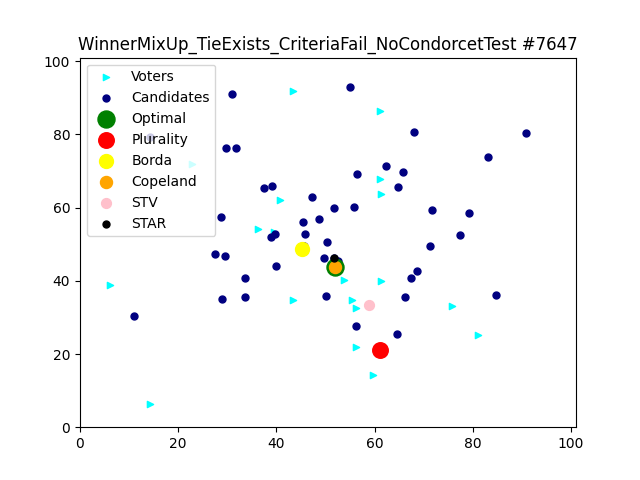 WinnerMixUp_TieExists_CriteriaFail_NoCondorcetTest #7647
100
80
60
40
20
0
0 20 40 60 80 100
Voters
Candidates
Optimal
Plurality
Borda
Copeland
STV
STAR